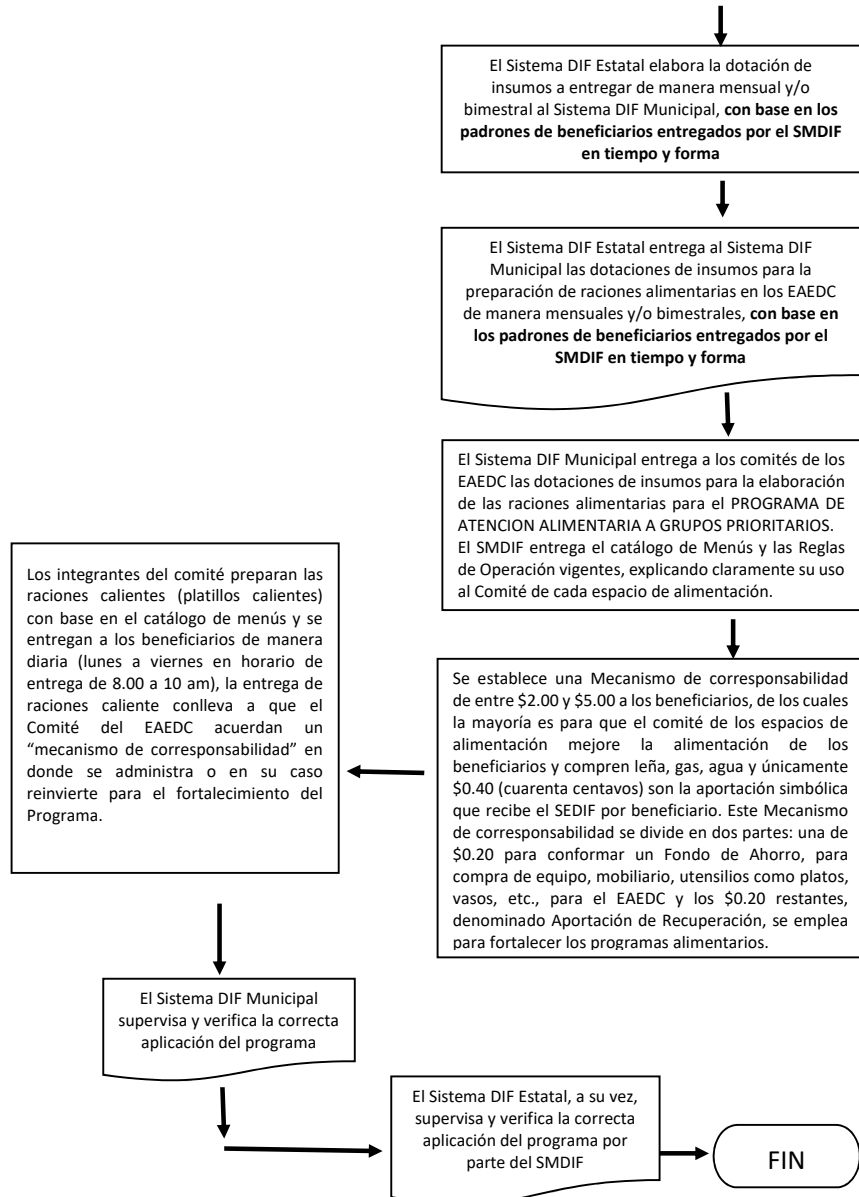 El Sistema DIF Estatal elabora la dotación de
insumos a entregar de manera mensual y/o
bimestral al Sistema DIF Municipal, con base en los
padrones de beneficiarios entregados por el SMDIF
en tiempo y forma
El Sistema DIF Estatal entrega al Sistema DIF
Municipal las dotaciones de insumos para la
preparación de raciones alimentarias en los EAEDC
de manera mensuales y/o bimestrales, con base en
los padrones de beneficiarios entregados por el
SMDIF en tiempo y forma
El Sistema DIF Municipal entrega a los comités de los
EAEDC las dotaciones de insumos para la elaboración
de las raciones alimentarias para el PROGRAMA DE
ATENCION ALIMENTARIA A GRUPOS PRIORITARIOS.
El SMDIF entrega el catálogo de Menús y las Reglas
de Operación vigentes, explicando claramente su uso
al Comité de cada espacio de alimentación.
Se establece una Mecanismo de corresponsabilidad
de entre $2.00 y $5.00 a los beneficiarios, de los cuales
la mayoría es para que el comité de los espacios de
alimentación mejore la alimentación de los
beneficiarios y compren leña, gas, agua y únicamente
$0.40 (cuarenta centavos) son la aportación simbólica
que recibe el SEDIF por beneficiario. Este Mecanismo
de corresponsabilidad se divide en dos partes: una de
$0.20 para conformar un Fondo de Ahorro, para
compra de equipo, mobiliario, utensilios como platos,
vasos, etc., para el EAEDC y los $0.20 restantes,
denominado Aportación de Recuperación, se emplea
para fortalecer los programas alimentarios.
Los integrantes del comité preparan las
raciones calientes (platillos calientes)
con base en el catálogo de menús y se
entregan a los beneficiarios de manera
diaria (lunes a viernes en horario de
entrega de 8.00 a 10 am), la entrega de
raciones caliente conlleva a que el
Comité del EAEDC acuerdan un
“mecanismo de corresponsabilidad” en
donde se administra o en su caso
reinvierte para el fortalecimiento del
Programa.
El Sistema DIF Municipal
supervisa y verifica la correcta
aplicación del programa
El Sistema DIF Estatal, a su vez,
supervisa y verifica la correcta
aplicación del programa por
parte del SMDIF
FIN